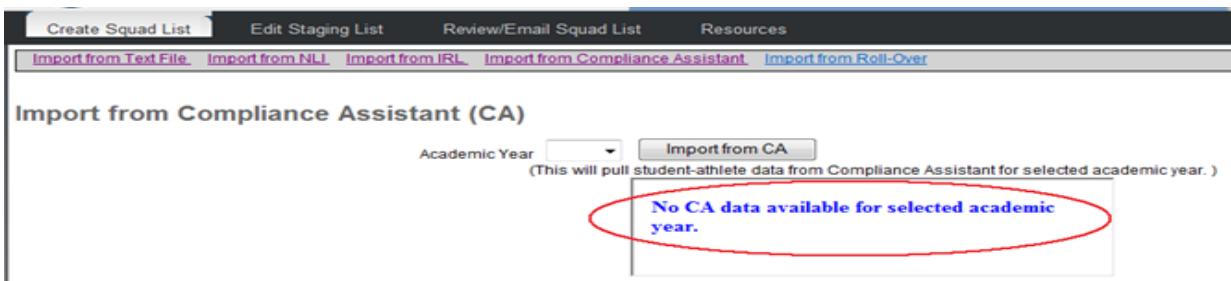 Create Squad List Edit Staging List Review/Email Squad List Resources
Import from Text File Import from NLI Import from IRL Import from Compliance Assistant Import from Roll-Over
Import from Compliance Assistant (CA)
Academic Year Import from CA
(This will pull student-athlete data from Compliance Assistant for selected academic year. )
No CA data available for selected academic
year.